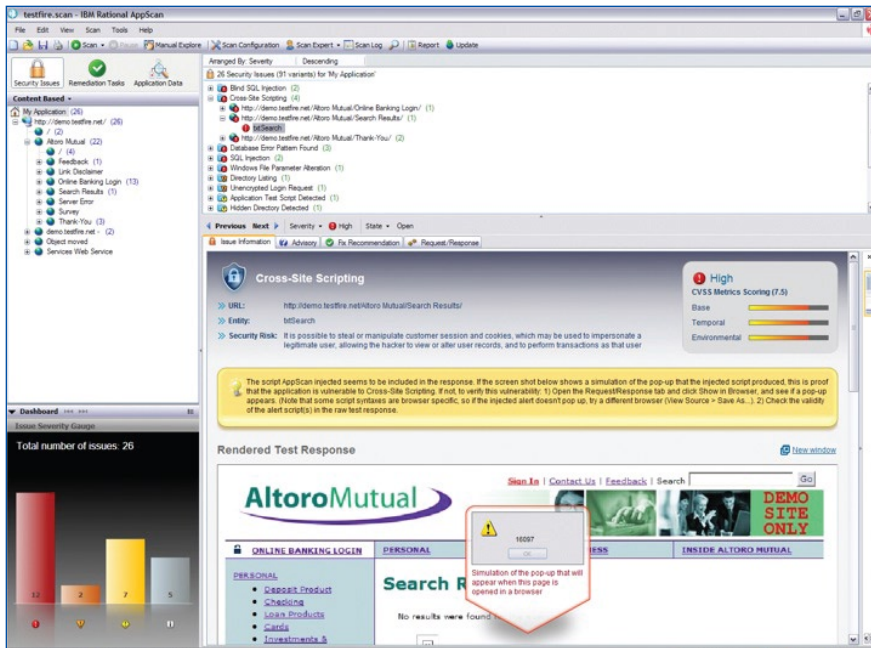 testfire.scan - IBM Rational AppScan
File Edit View Scan Tools Help
Scan Pause Manual Explore Scan Configuration Scan Expert Scan Log Report Update
Security Issues Remediation Tasks Application Data
Content Based
My Application (26)
http://demo.testfire.net/ (26)
/ (2)
Altoro Mutual (22)
/ (4)
Feedback (1)
Link Disclaimer
Online Banking Login (13)
Search Results (1)
Server Error
Survey
Thank-You (3)
demo.testfire.net - (2)
Object moved
Services Web Service
Arranged By: Severity Descending
26 Security Issues (91 variants) for 'My Application'
Blind SQL Injection (2)
Cross-Site Scripting (4)
http://demo.testfire.net/Altoro Mutual/Online Banking Login/ (1)
http://demo.testfire.net/Altoro Mutual/Search Results/ (1)
txtSearch
http://demo.testfire.net/Altoro Mutual/Thank-You/ (2)
Database Error Pattern Found (3)
SQL Injection (2)
Windows File Parameter Alteration (1)
Directory Listing (1)
Unencrypted Login Request (1)
Application Test Script Detected (1)
Hidden Directory Detected (1)
Previous Next Severity High State Open
Issue Information Advisory Fix Recommendation Request/Response
Cross-Site Scripting
URL: http://demo.testfire.net/Altoro Mutual/Search Results/
Entity: txtSearch
Security Risk: It is possible to steal or manipulate customer session and cookies, which may be used to impersonate a
legitimate user, allowing the hacker to view or alter user records, and to perform transactions as that user
High
CVSS Metrics Scoring (7.5)
Base
Temporal
Environmental
The script AppScan injected seems to be included in the response. If the screen shot below shows a simulation of the pop-up that the injected script produced, this is proof
that the application is vulnerable to Cross-Site Scripting. If not, to verify this vulnerability: 1) Open the Request/Response tab and click Show in Browser, and see if a pop-up
appears. (Note that some script syntaxes are browser specific, so if the injected alert doesn't pop up, try a different browser (View Source > Save As...). 2) Check the validity
of the alert script(s) in the raw test response.
Rendered Test Response
New window
Sign In | Contact Us | Feedback | Search Go
AltoroMutual
DEMO
SITE
ONLY
ONLINE BANKING LOGIN PERSONAL NESS INSIDE ALTORO MUTUAL
16097
OK
Simulation of the pop-up that will
appear when this page is
opened in a browser
PERSONAL
Deposit Product
Checking
Loan Products
Cards
Investments &
Search R
No results were found
Dashboard
Issue Severity Gauge
Total number of issues: 26
12 2 7 5